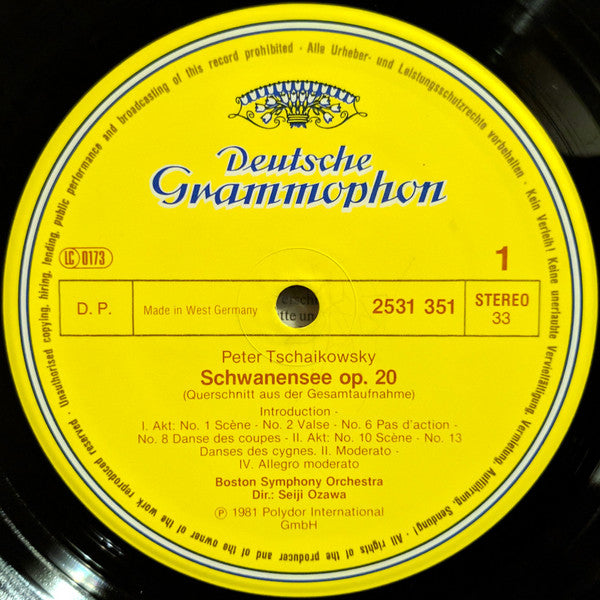 Alle Urheber- und Leistungsschutzrechte vorbehalten · Kein Verleih! Keine unerlaubte Vervielfältigung, Vermietung, Aufführung, Sendung! · All rights of the producer and of the owner of the work reproduced reserved · Unauthorised copying, hiring, lending, public performance and broadcasting of this record prohibited ·
Deutsche
Grammophon
LC 0173
1
D. P.
Made in West Germany
2531 351
STEREO
33
Peter Tschaikowsky
Schwanensee op. 20
(Querschnitt aus der Gesamtaufnahme)
Introduction -
I. Akt: No. 1 Scène - No. 2 Valse - No. 6 Pas d'action -
No. 8 Danse des coupes - II. Akt: No. 10 Scène - No. 13
Danses des cygnes. II. Moderato -
IV. Allegro moderato
Boston Symphony Orchestra
Dir.: Seiji Ozawa
℗ 1981 Polydor International
GmbH